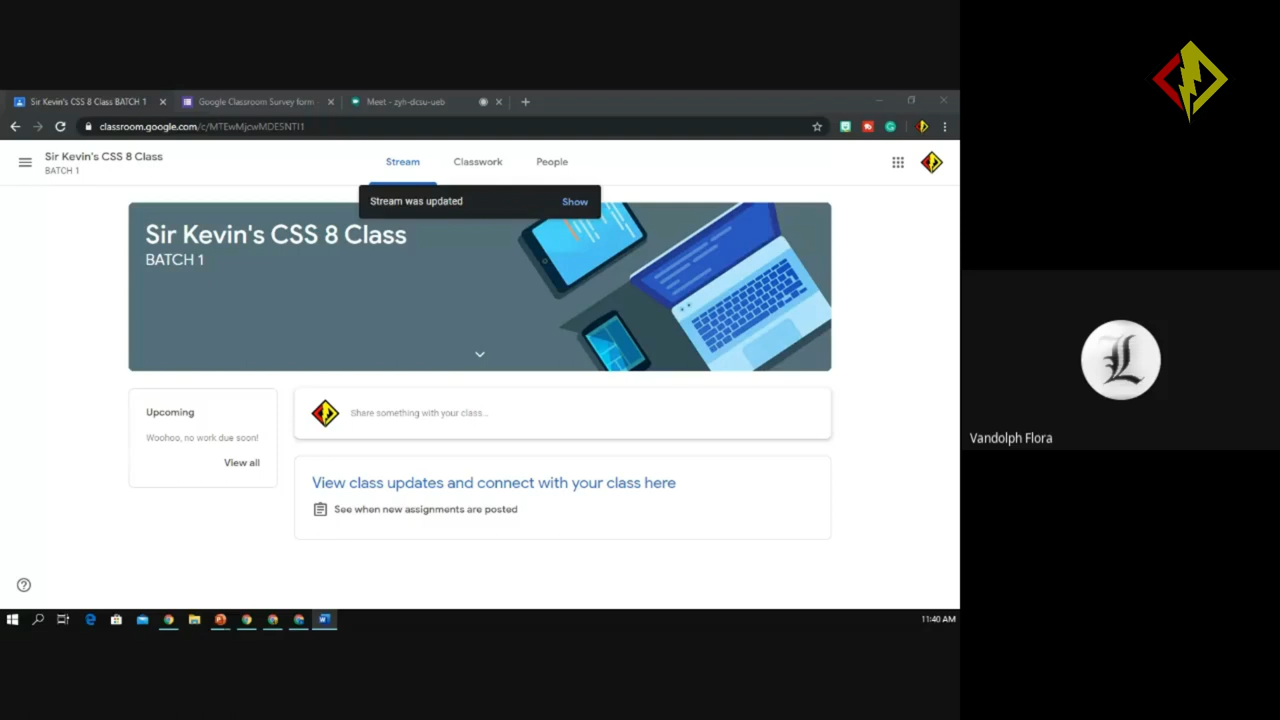 Sir Kevin's CSS 8 Class BATCH 1
Google Classroom Survey form
Meet - zyh-dcsu-ueb
classroom.google.com/c/MTEwMjcwMDE5NTI1
Sir Kevin's CSS 8 Class
BATCH 1
Stream
Classwork
People
Stream was updated
Show
Sir Kevin's CSS 8 Class
BATCH 1
Upcoming
Woohoo, no work due soon!
View all
Share something with your class...
View class updates and connect with your class here
See when new assignments are posted
Vandolph Flora
11:40 AM